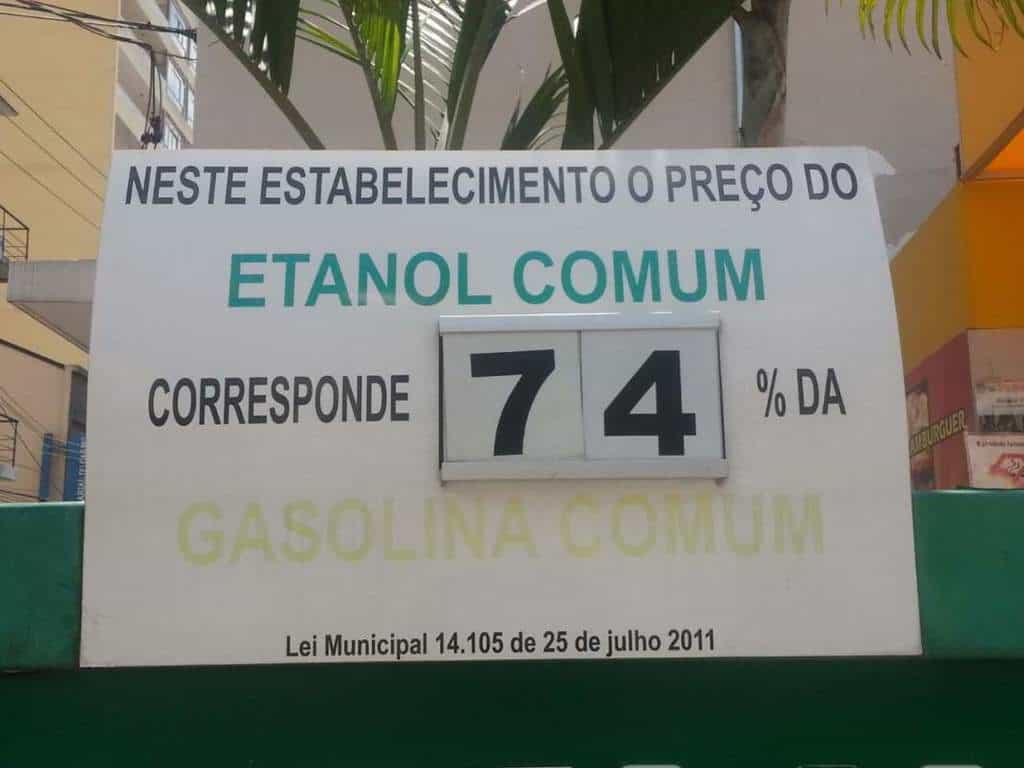 NESTE ESTABELECIMENTO O PREÇO DO
ETANOL COMUM
CORRESPONDE 74 % DA
GASOLINA COMUM
Lei Municipal 14.105 de 25 de julho 2011